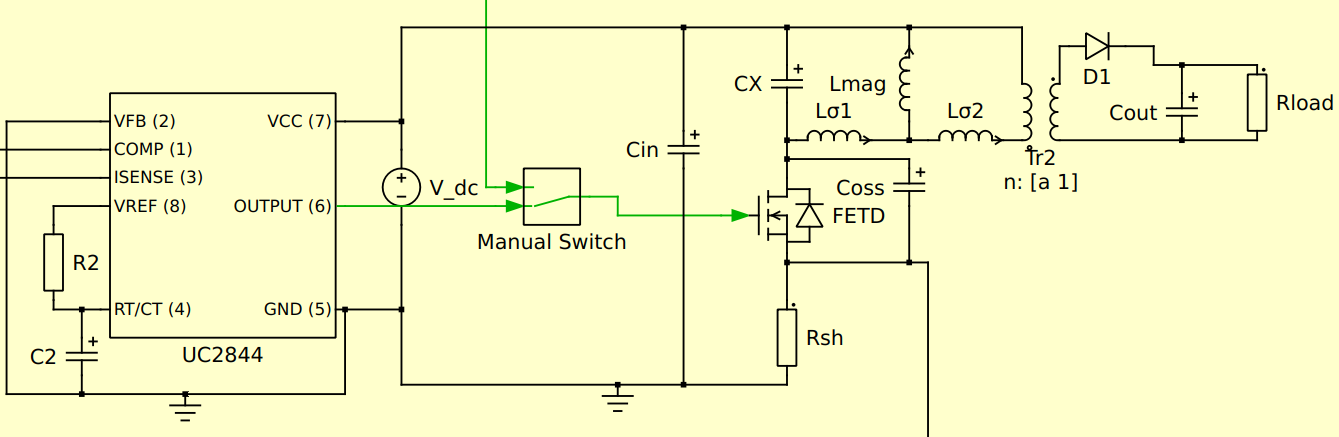 VFB (2)
VCC (7)
COMP (1)
ISENSE (3)
VREF (8)
OUTPUT (6)
R2
RT/CT (4)
GND (5)
C2
UC2844
V_dc
+
−
Manual Switch
Cin
+
CX
+
Lmag
Lσ1
Lσ2
Coss
+
FETD
Rsh
Tr2
n: [a 1]
D1
Cout
+
Rload
+